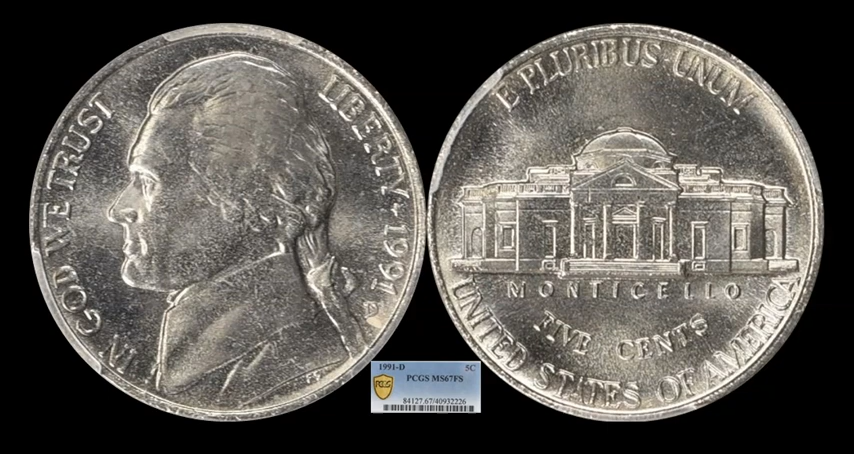 IN GOD WE TRUST
LIBERTY 1991
D
E PLURIBUS UNUM
MONTICELLO
FIVE CENTS
UNITED STATES OF AMERICA
1991-D 5C
PCGS PCGS MS67FS
84127.67/40932226